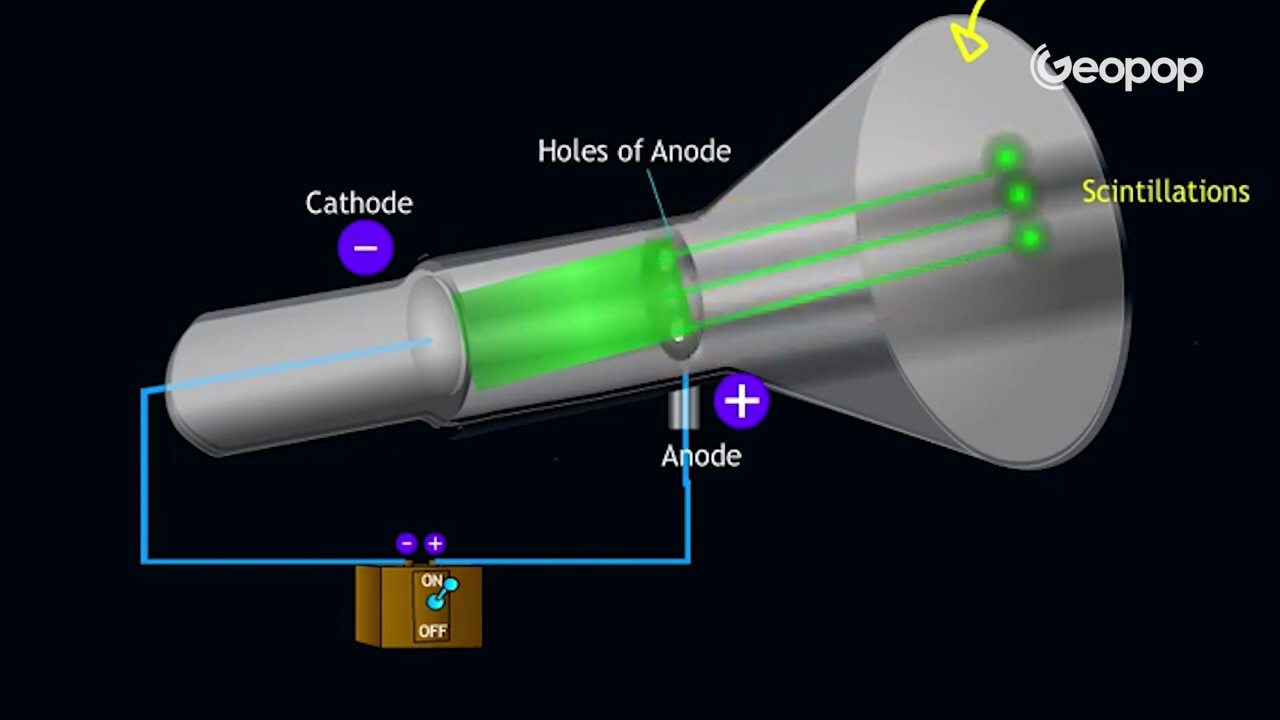 Geopop
Holes of Anode
Scintillations
Cathode
−
+
Anode
− +
ON
OFF